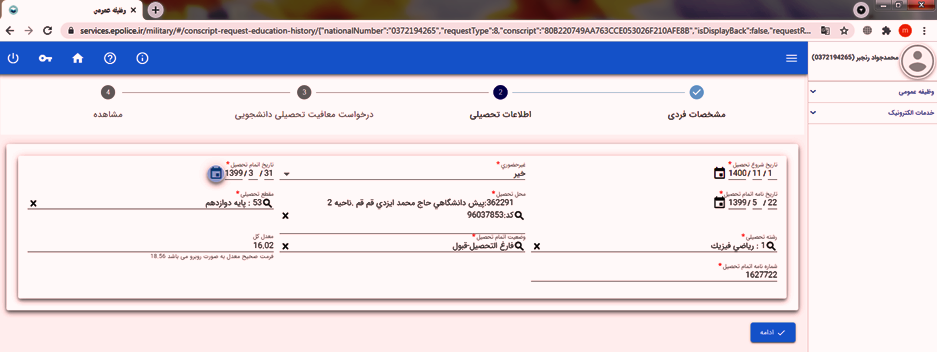 وظیفه عمومی
services.epolice.ir/military/#/conscript-request-education-history/{"nationalNumber":"0372194265","requestType":8,"conscript":"80B220749AA763CCE053026F210AFE8B","isDisplayBack":false,"requestR...
m
محمدجواد رنجبر (0372194265)
وظیفه عمومی
خدمات الکترونیک
1 2 3 4
مشخصات فردی
اطلاعات تحصیلی
درخواست معافیت تحصیلی دانشجویی
مشاهده
تاریخ شروع تحصیل*
1400/ 11/ 1
غیرحضوری*
خیر
تاریخ اتمام تحصیل*
1399/ 3/ 31
تاریخ نامه اتمام تحصیل*
1399/ 5/ 22
محل تحصیل*
362291:پیش دانشگاهي حاج محمد ایزدي قم قم .ناحیه 2
کد:96037853
مقطع تحصیلی*
53 : پایه دوازدهم
رشته تحصیلی*
1 : ریاضي فیزیك
وضعیت اتمام تحصیل*
فارغ التحصیل-قبول
معدل کل
16.02
فرمت صحیح معدل به صورت روبرو می باشد 18.56
شماره نامه اتمام تحصیل*
1627722
ادامه